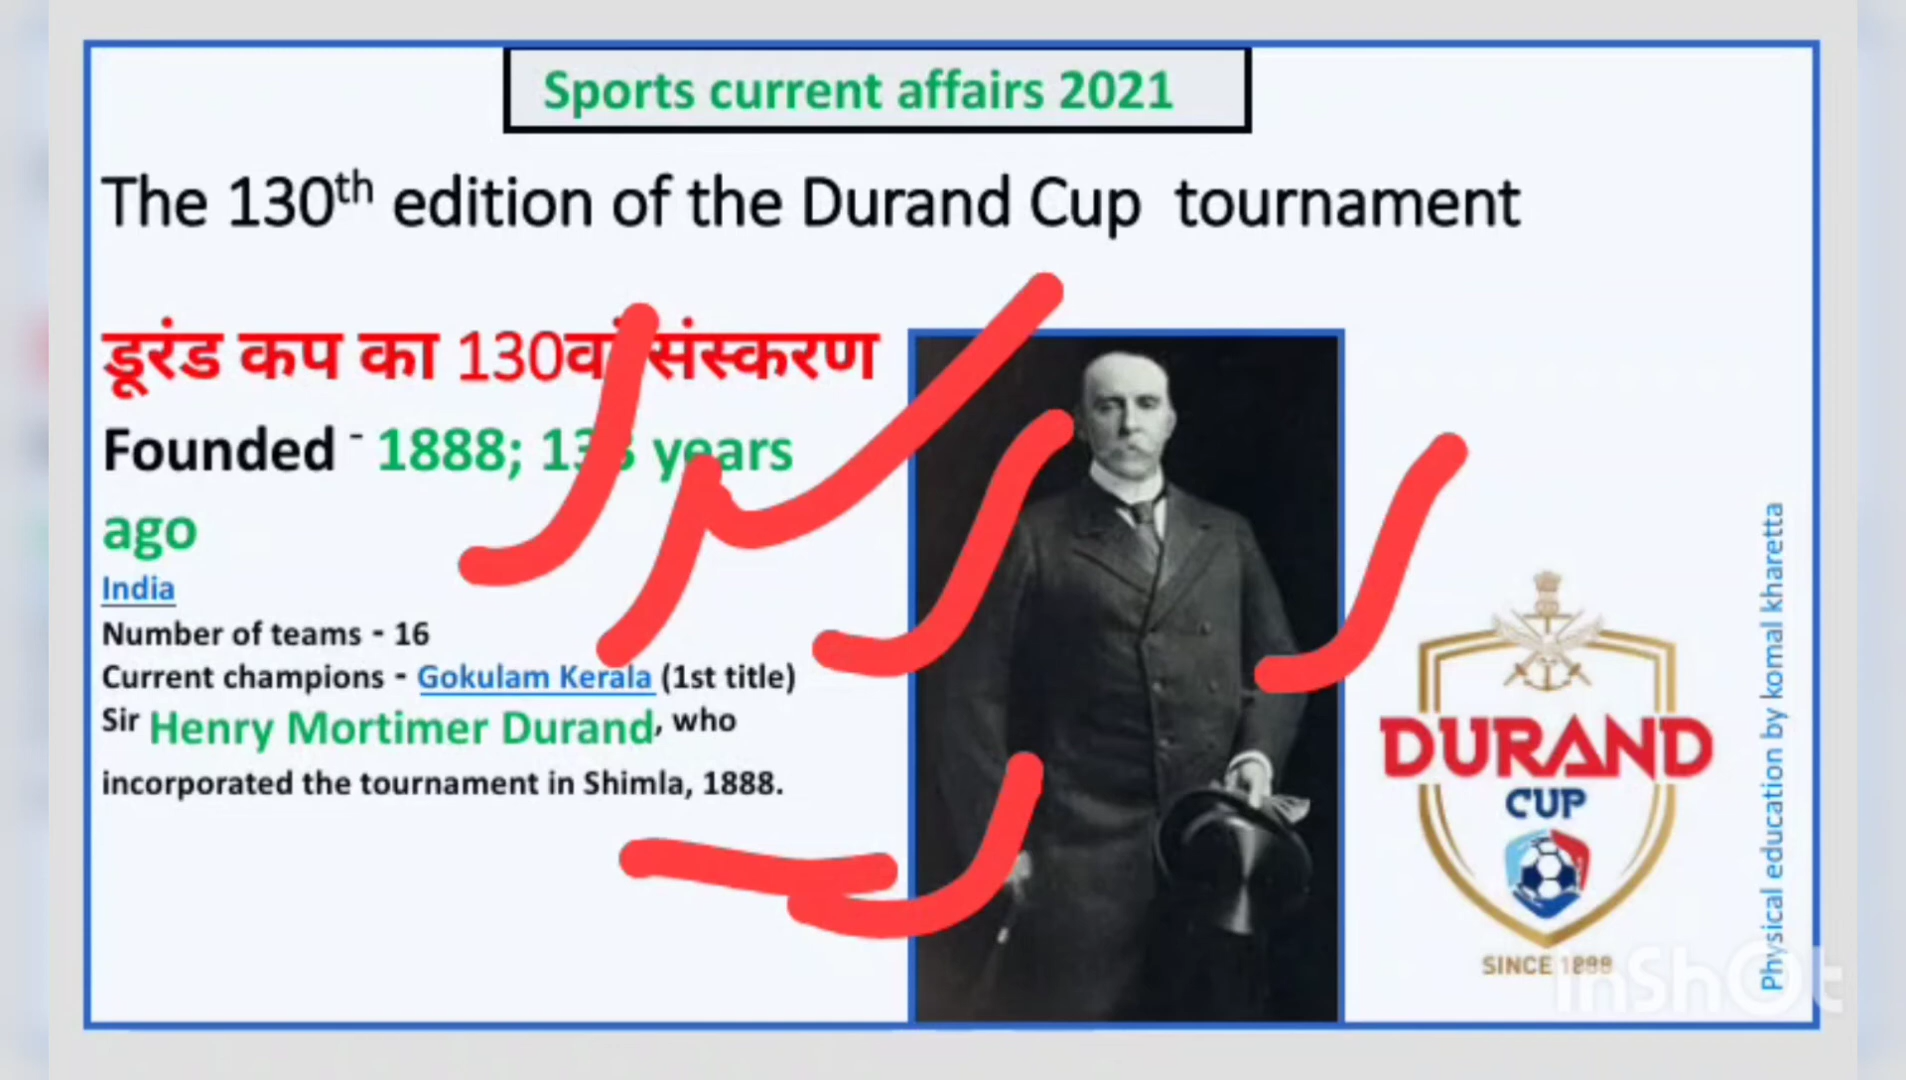 Sports current affairs 2021
The 130th edition of the Durand Cup tournament
डूरंड कप का 130वां संस्करण
Founded - 1888; 133 years
ago
India
Number of teams - 16
Current champions - Gokulam Kerala (1st title)
Sir Henry Mortimer Durand, who
incorporated the tournament in Shimla, 1888.
DURAND
CUP
SINCE 1888
Physical education by komal kharetta
InShOt